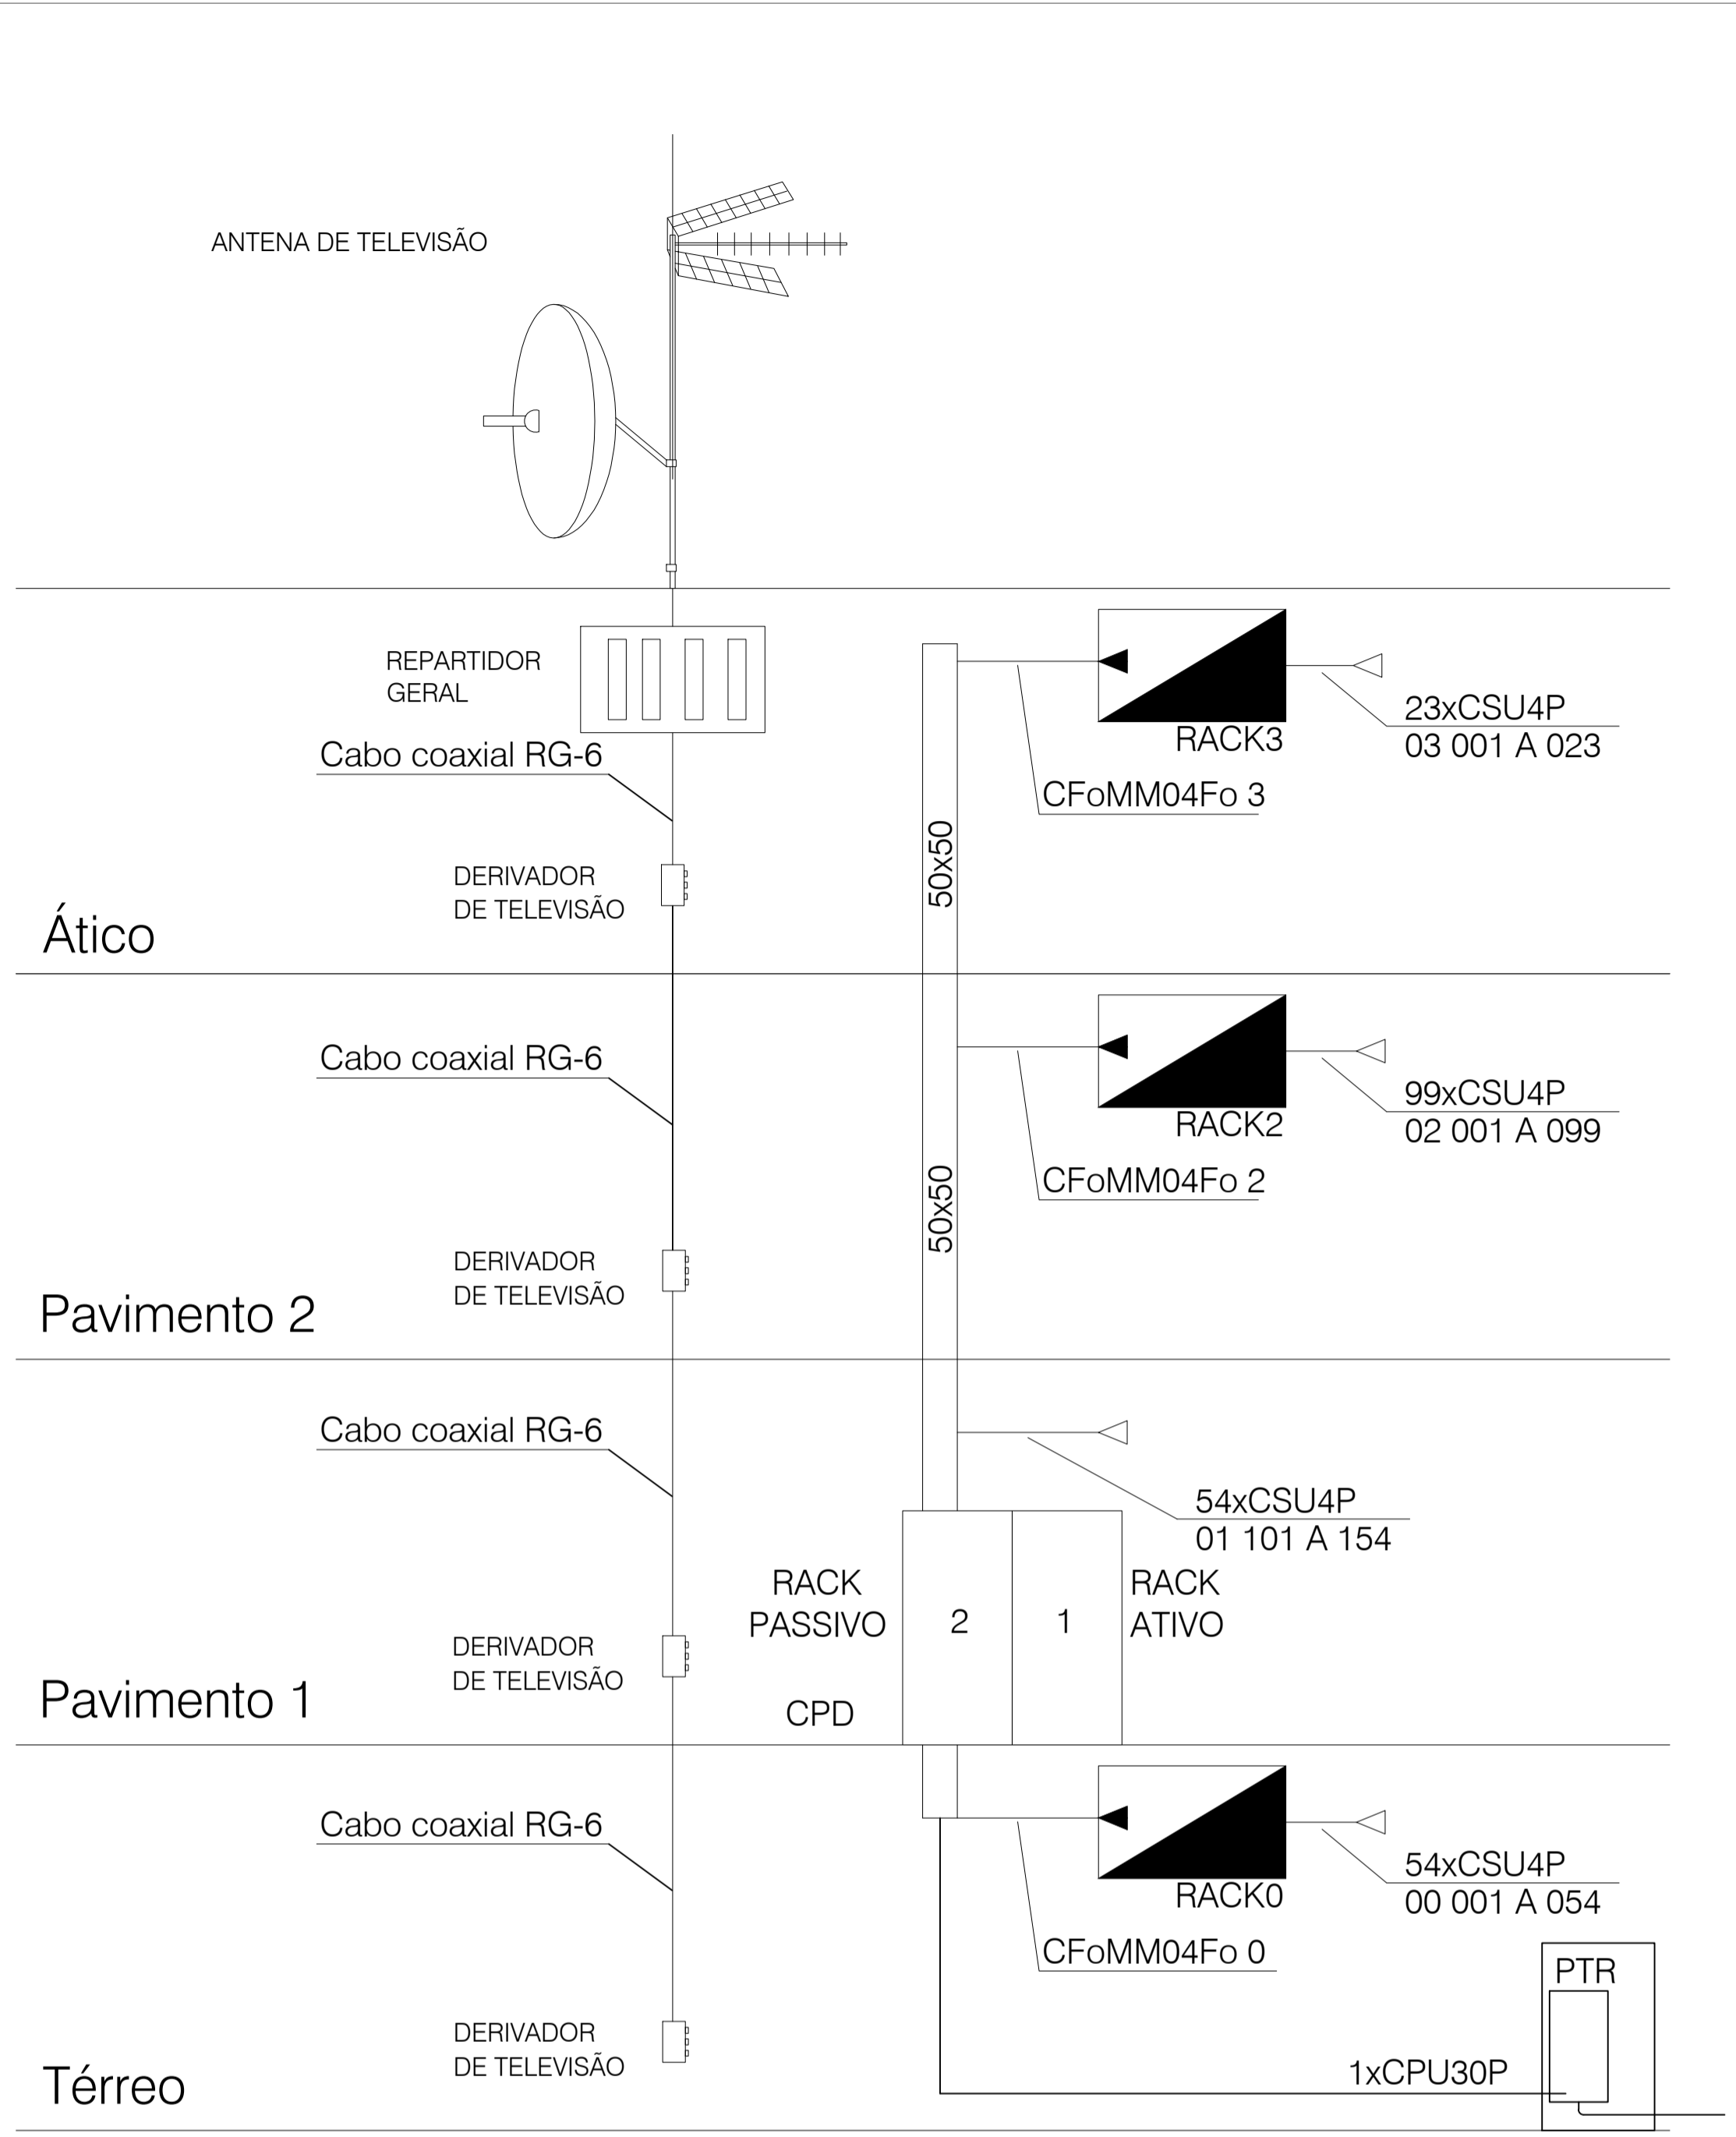 ANTENA DE TELEVISÃO
REPARTIDOR
GERAL
Cabo coaxial RG-6
DERIVADOR
DE TELEVISÃO
Ático
50x50
RACK3
CFoMM04Fo 3
23xCSU4P
03 001 A 023
Cabo coaxial RG-6
DERIVADOR
DE TELEVISÃO
Pavimento 2
50x50
RACK2
CFoMM04Fo 2
99xCSU4P
02 001 A 099
Cabo coaxial RG-6
DERIVADOR
DE TELEVISÃO
Pavimento 1
54xCSU4P
01 101 A 154
RACK
PASSIVO
2
1
RACK
ATIVO
CPD
Cabo coaxial RG-6
DERIVADOR
DE TELEVISÃO
Térreo
RACK0
CFoMM04Fo 0
54xCSU4P
00 001 A 054
PTR
1xCPU30P